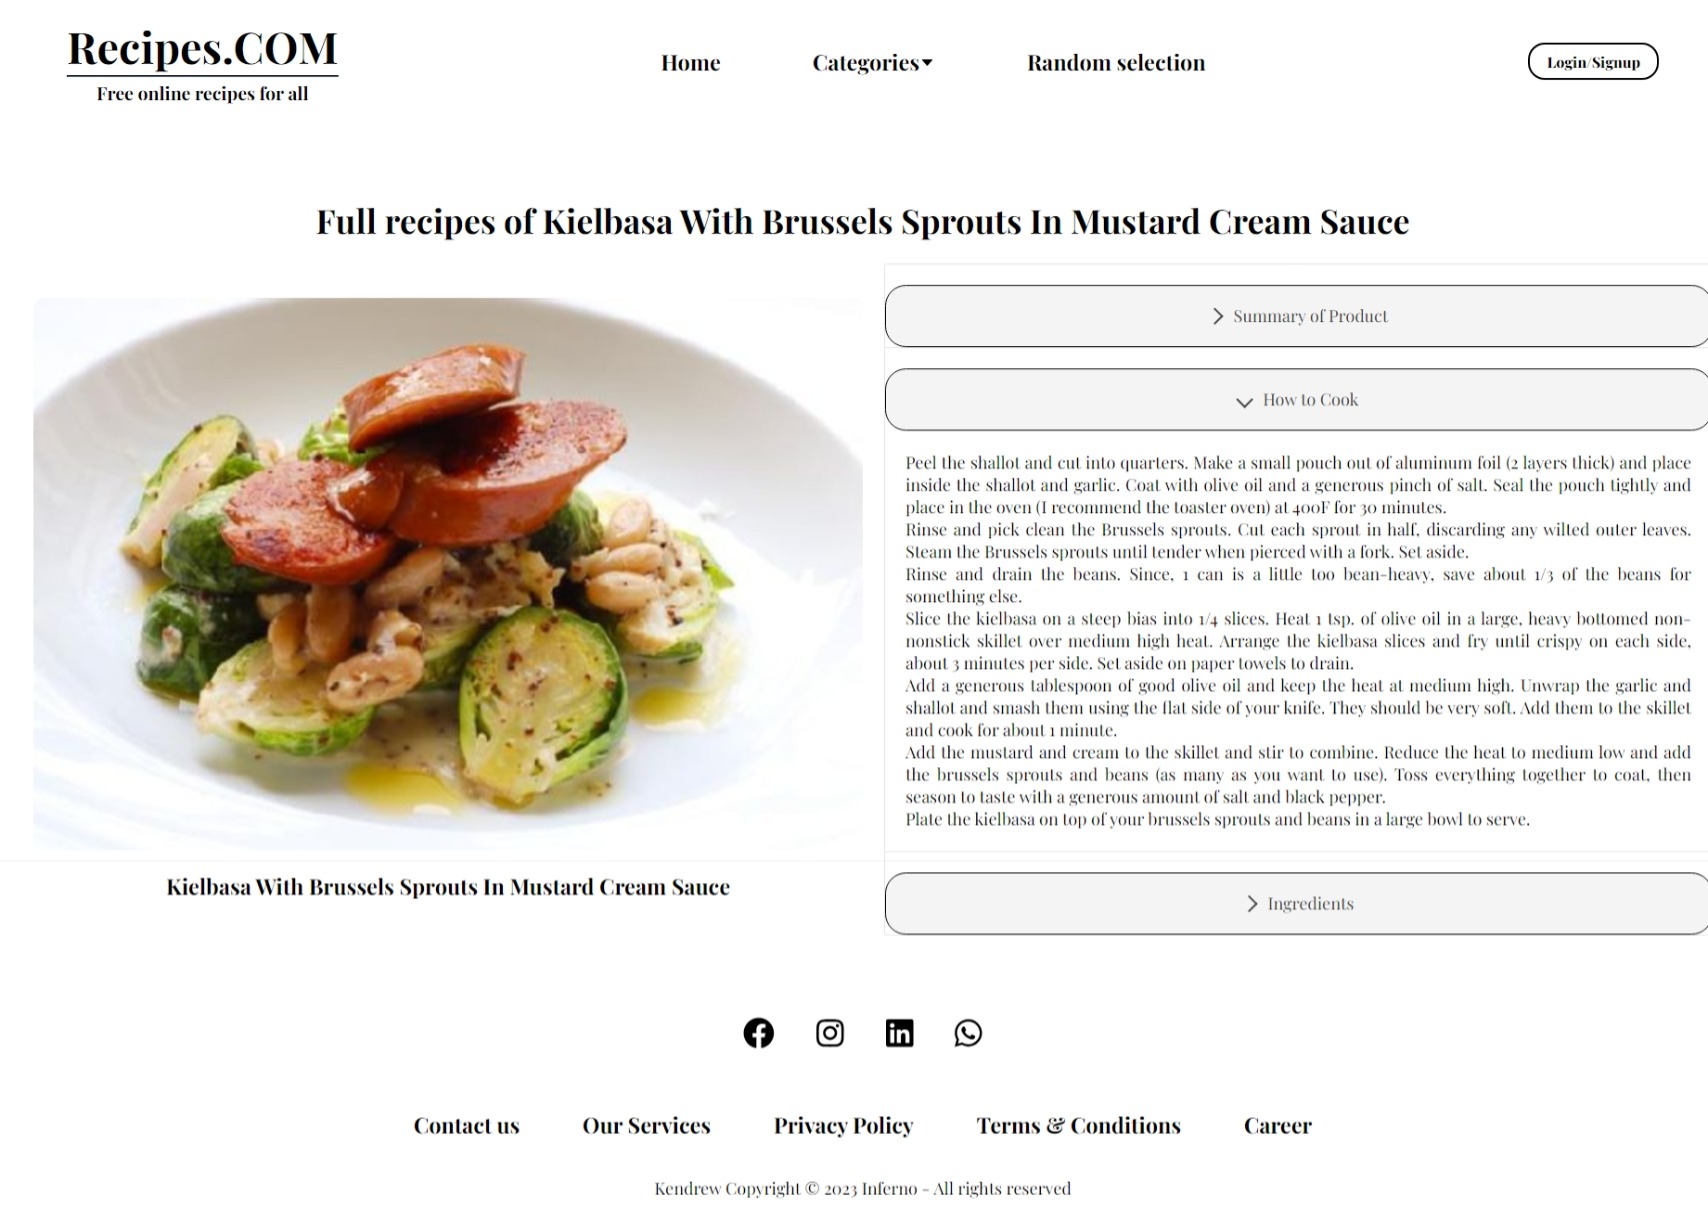 Recipes.COM
Free online recipes for all
Home
Categories
Random selection
Login/Signup
Full recipes of Kielbasa With Brussels Sprouts In Mustard Cream Sauce
Kielbasa With Brussels Sprouts In Mustard Cream Sauce
Summary of Product
How to Cook
Peel the shallot and cut into quarters. Make a small pouch out of aluminum foil (2 layers thick) and place
inside the shallot and garlic. Coat with olive oil and a generous pinch of salt. Seal the pouch tightly and
place in the oven (I recommend the toaster oven) at 400F for 30 minutes.
Rinse and pick clean the Brussels sprouts. Cut each sprout in half, discarding any wilted outer leaves.
Steam the Brussels sprouts until tender when pierced with a fork. Set aside.
Rinse and drain the beans. Since, 1 can is a little too bean-heavy, save about 1/3 of the beans for
something else.
Slice the kielbasa on a steep bias into 1/4 slices. Heat 1 tsp. of olive oil in a large, heavy bottomed non-
nonstick skillet over medium high heat. Arrange the kielbasa slices and fry until crispy on each side,
about 3 minutes per side. Set aside on paper towels to drain.
Add a generous tablespoon of good olive oil and keep the heat at medium high. Unwrap the garlic and
shallot and smash them using the flat side of your knife. They should be very soft. Add them to the skillet
and cook for about 1 minute.
Add the mustard and cream to the skillet and stir to combine. Reduce the heat to medium low and add
the brussels sprouts and beans (as many as you want to use). Toss everything together to coat, then
season to taste with a generous amount of salt and black pepper.
Plate the kielbasa on top of your brussels sprouts and beans in a large bowl to serve.
Ingredients
Contact us
Our Services
Privacy Policy
Terms & Conditions
Career
Kendrew Copyright © 2023 Inferno - All rights reserved